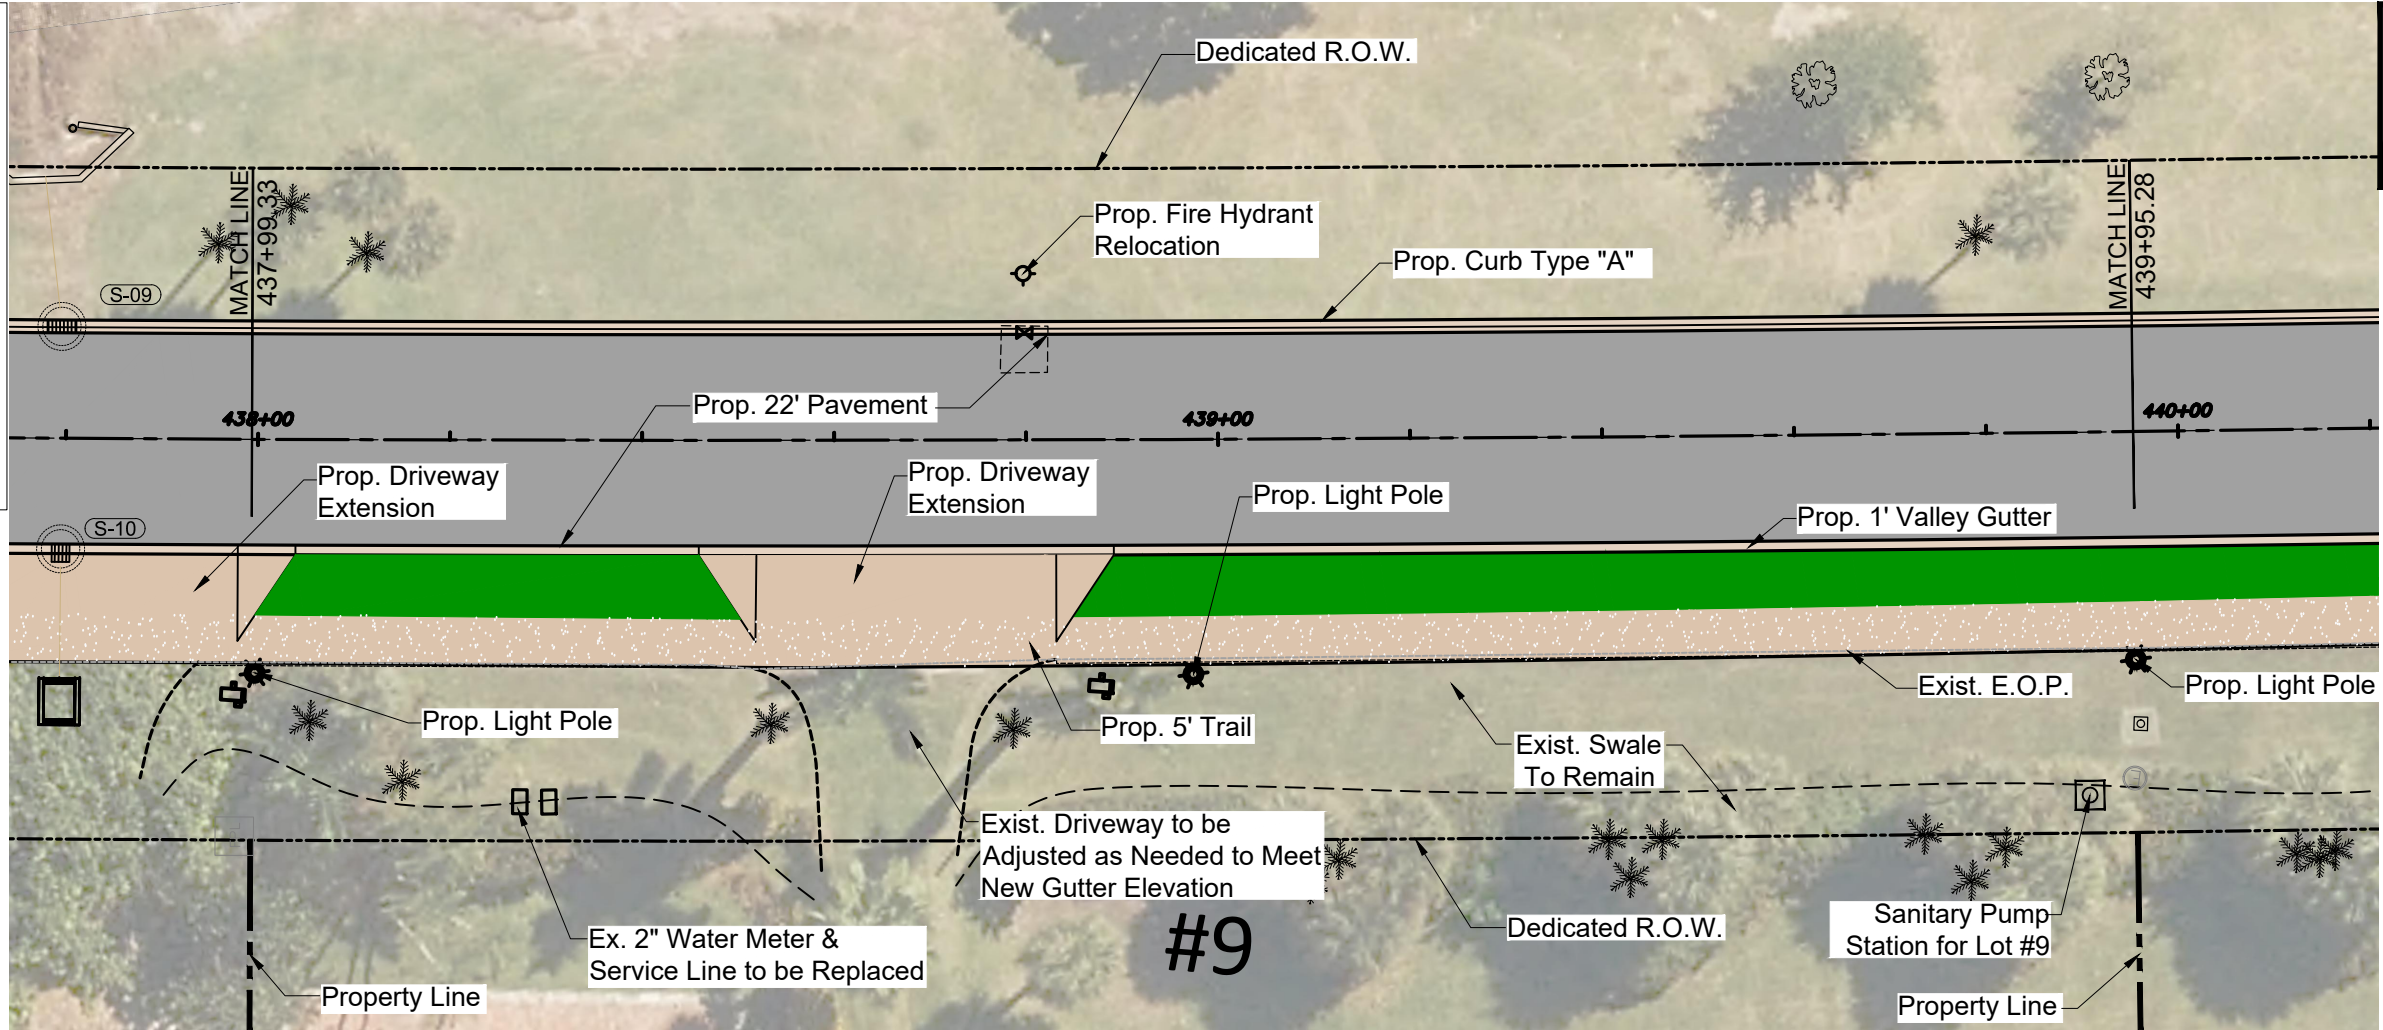 Dedicated R.O.W.
MATCH LINE
437+99.33
MATCH LINE
439+95.28
Prop. Fire Hydrant
Relocation
Prop. Curb Type "A"
S-09
Prop. 22' Pavement
438+00
439+00
440+00
Prop. Driveway
Extension
Prop. Driveway
Extension
Prop. Light Pole
Prop. 1' Valley Gutter
S-10
Prop. Light Pole
Prop. 5' Trail
Exist. E.O.P.
Prop. Light Pole
Exist. Swale
To Remain
Exist. Driveway to be
Adjusted as Needed to Meet
New Gutter Elevation
#9
Ex. 2" Water Meter &
Service Line to be Replaced
Dedicated R.O.W.
Sanitary Pump
Station for Lot #9
Property Line
Property Line